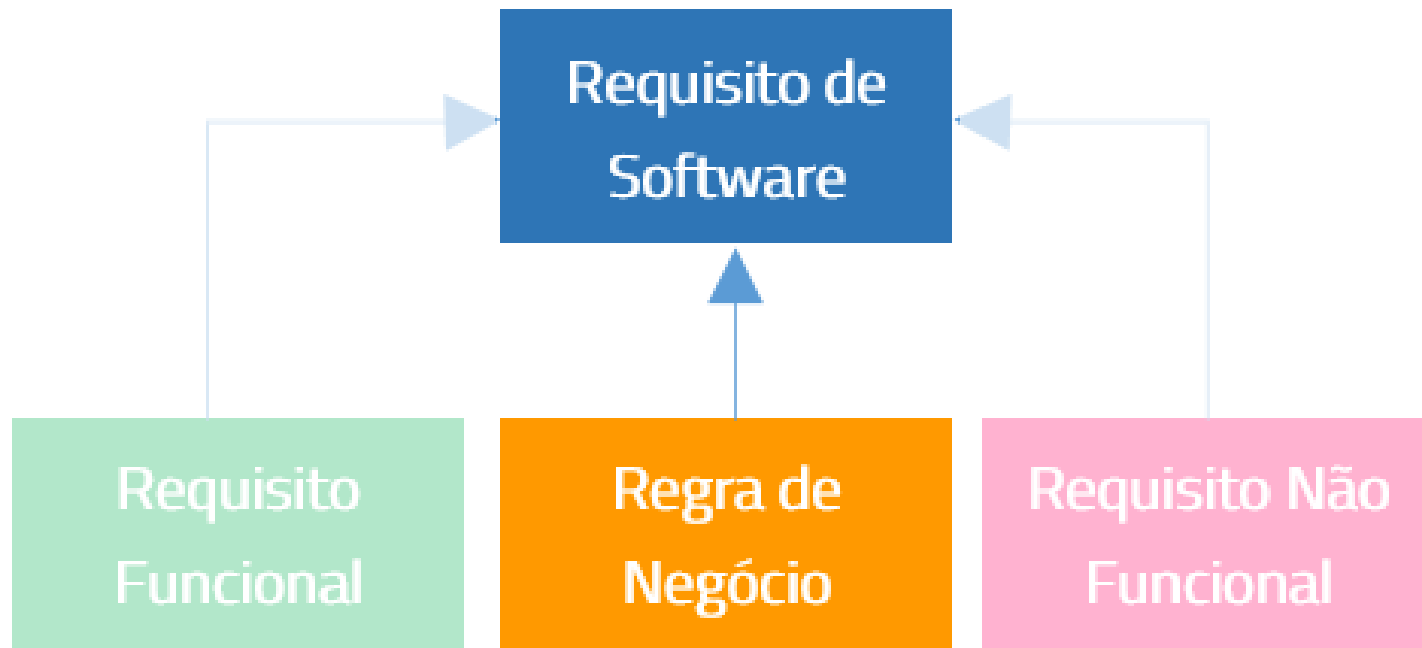 Requisito de
Software
Requisito
Funcional
Regra de
Negócio
Requisito Não
Funcional